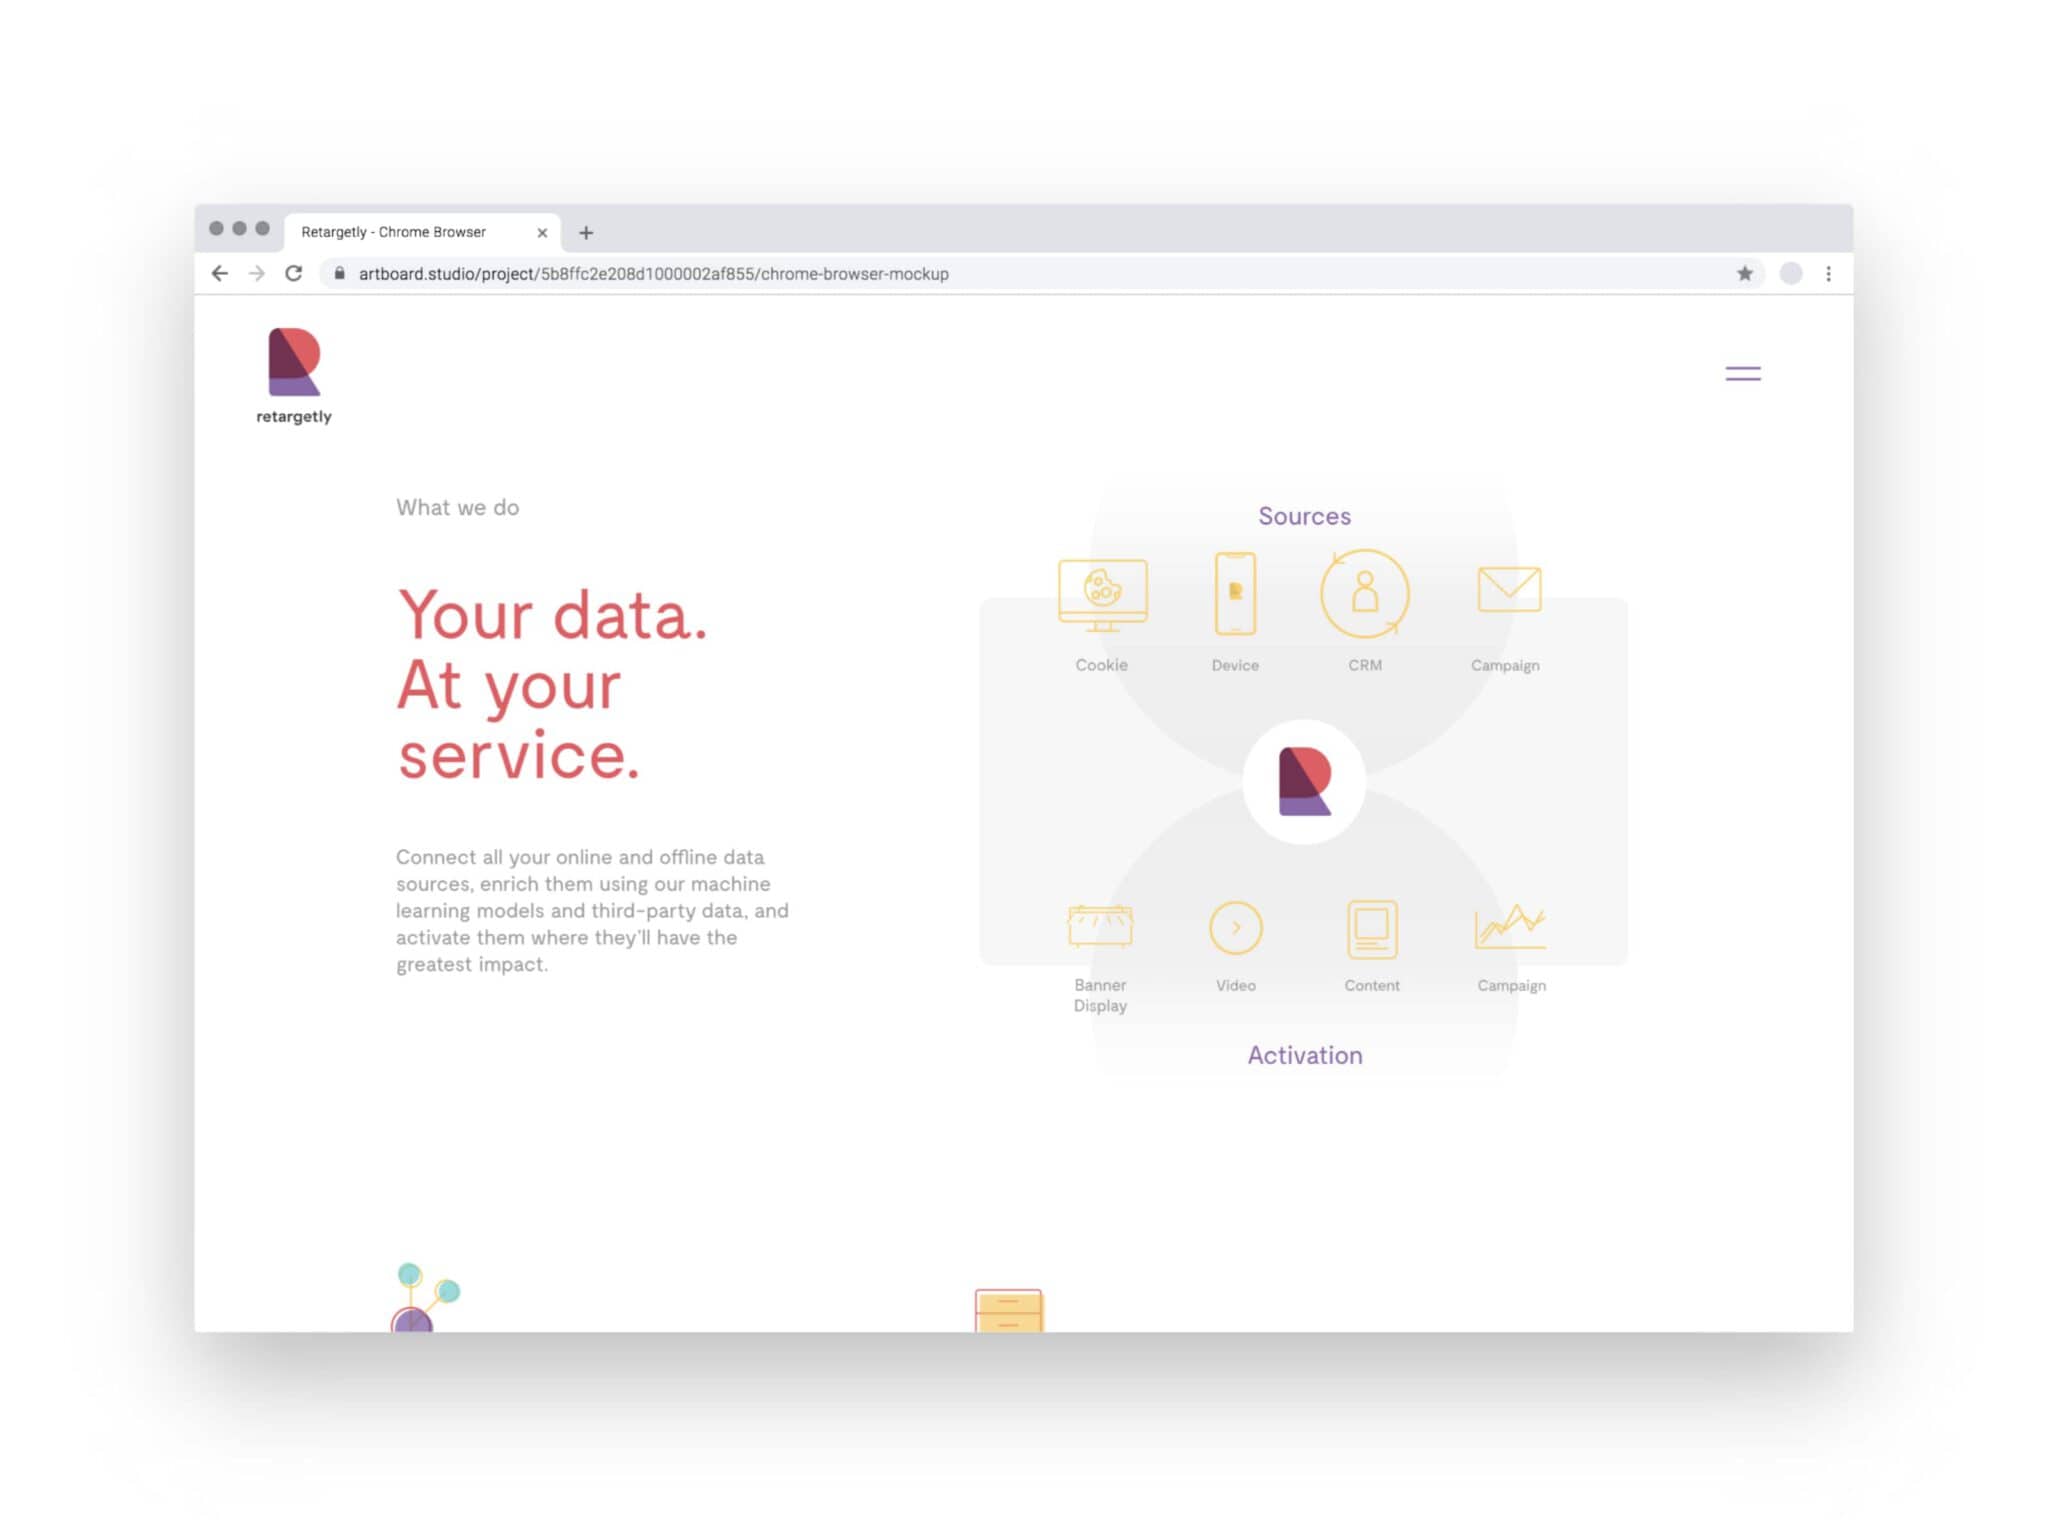 Retargetly - Chrome Browser
artboard.studio/project/5b8ffc2e208d1000002af855/chrome-browser-mockup
retargetly
What we do
Your data.
At your
service.
Connect all your online and offline data
sources, enrich them using our machine
learning models and third-party data, and
activate them where they'll have the
greatest impact.
Sources
Cookie
Device
CRM
Campaign
Banner
Display
Video
Content
Campaign
Activation